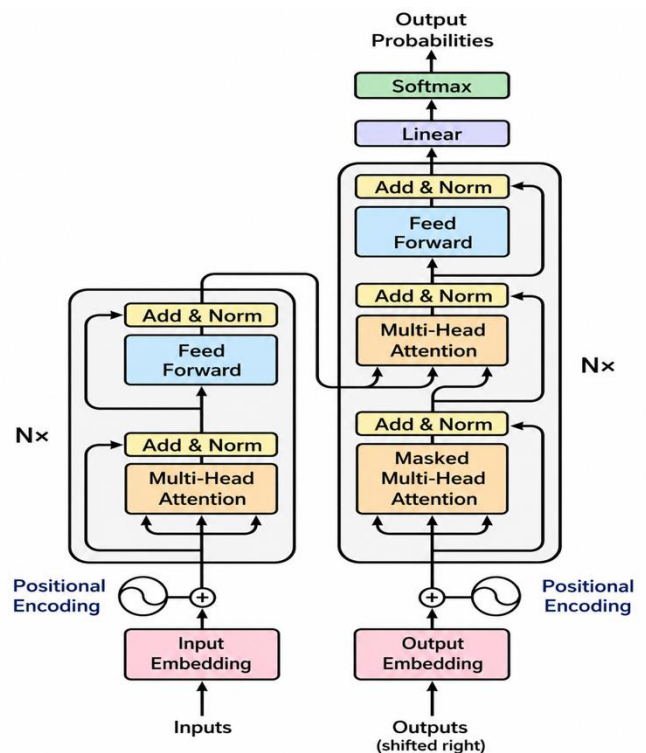 Output
Probabilities
Softmax
Linear
Add & Norm
Feed
Forward
Add & Norm
Multi-Head
Attention
Nx
Add & Norm
Masked
Multi-Head
Attention
Add & Norm
Feed
Forward
Nx
Add & Norm
Multi-Head
Attention
Positional
Encoding
+
+
Positional
Encoding
Input
Embedding
Output
Embedding
Inputs
Outputs
(shifted right)